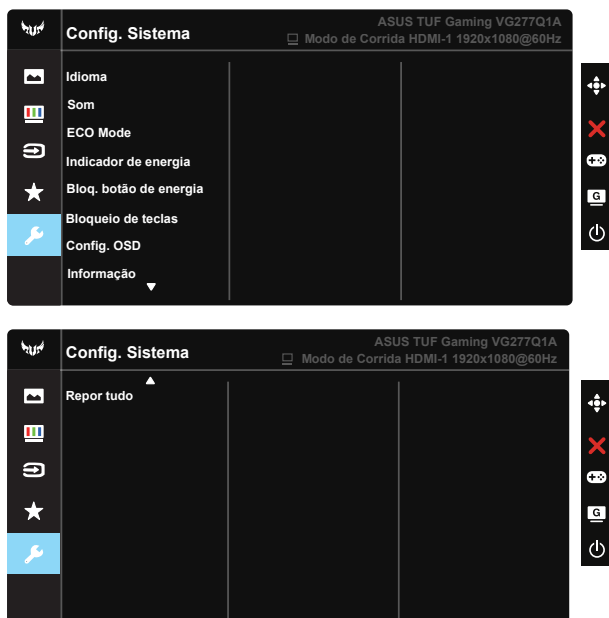 ASUS TUF Gaming VG277Q1A
Config. Sistema
Modo de Corrida HDMI-1 1920x1080@60Hz
Idioma
Som
ECO Mode
Indicador de energia
Bloq. botão de energia
Bloqueio de teclas
Config. OSD
Informação
G
ASUS TUF Gaming VG277Q1A
Config. Sistema
Modo de Corrida HDMI-1 1920x1080@60Hz
Repor tudo
G